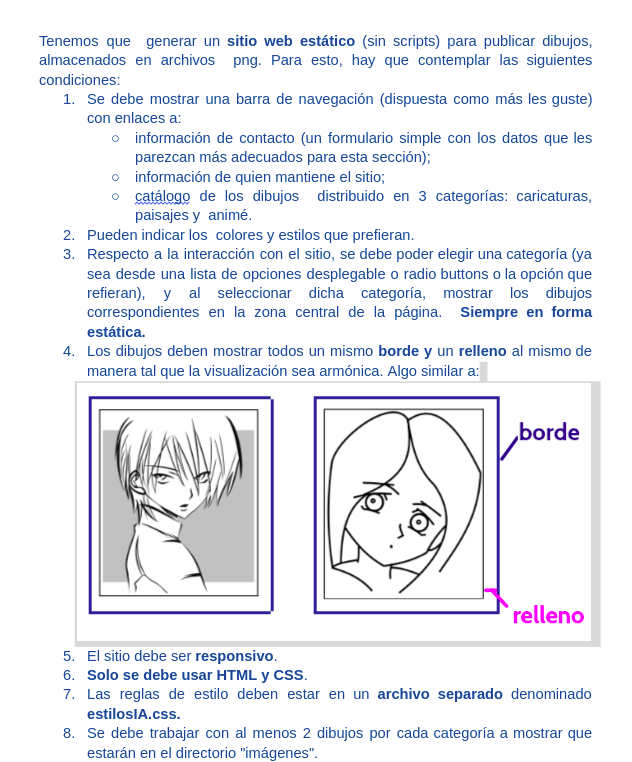 Tenemos que generar un sitio web estático (sin scripts) para publicar dibujos,
almacenados en archivos png. Para esto, hay que contemplar las siguientes
condiciones:
1. Se debe mostrar una barra de navegación (dispuesta como más les guste)
con enlaces a:
○ información de contacto (un formulario simple con los datos que les
parezcan más adecuados para esta sección);
○ información de quien mantiene el sitio;
○ catálogo de los dibujos distribuido en 3 categorías: caricaturas,
paisajes y animé.
2. Pueden indicar los colores y estilos que prefieran.
3. Respecto a la interacción con el sitio, se debe poder elegir una categoría (ya
sea desde una lista de opciones desplegable o radio buttons o la opción que
refieran), y al seleccionar dicha categoría, mostrar los dibujos
correspondientes en la zona central de la página. Siempre en forma
estática.
4. Los dibujos deben mostrar todos un mismo borde y un relleno al mismo de
manera tal que la visualización sea armónica. Algo similar a:
borde
relleno
5. El sitio debe ser responsivo.
6. Solo se debe usar HTML y CSS.
7. Las reglas de estilo deben estar en un archivo separado denominado
estilosIA.css.
8. Se debe trabajar con al menos 2 dibujos por cada categoría a mostrar que
estarán en el directorio "imágenes".